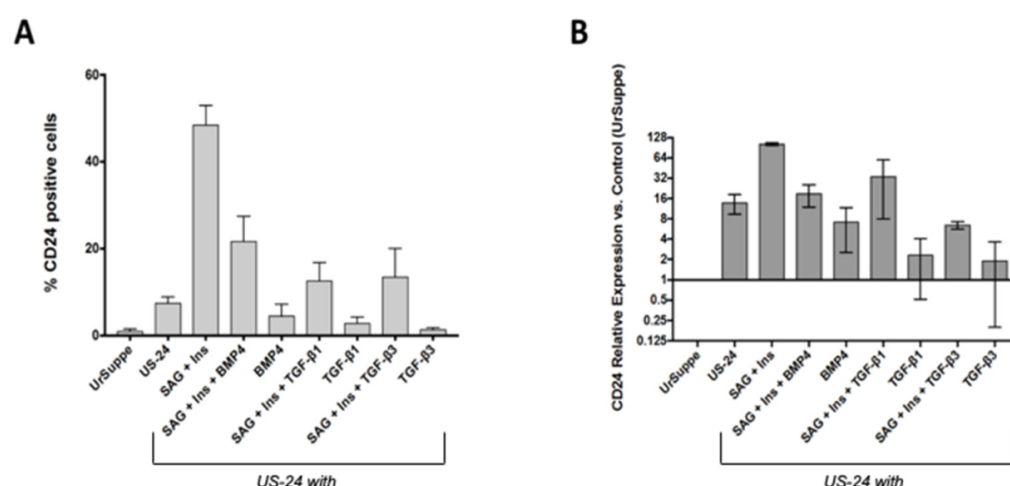 A
% CD24 positive cells
60
40
20
0
UrSuppe
US-24
SAG + Ins
SAG + Ins + BMP4
BMP4
SAG + Ins + TGF-β1
TGF-β1
SAG + Ins + TGF-β3
TGF-β3
US-24 with
B
CD24 Relative Expression vs. Control (UrSuppe)
128
64
32
16
8
4
2
1
0.5
0.25
0.125
UrSuppe
US-24
SAG + Ins
SAG + Ins + BMP4
BMP4
SAG + Ins + TGF-β1
TGF-β1
SAG + Ins + TGF-β3
TGF-β3
US-24 with